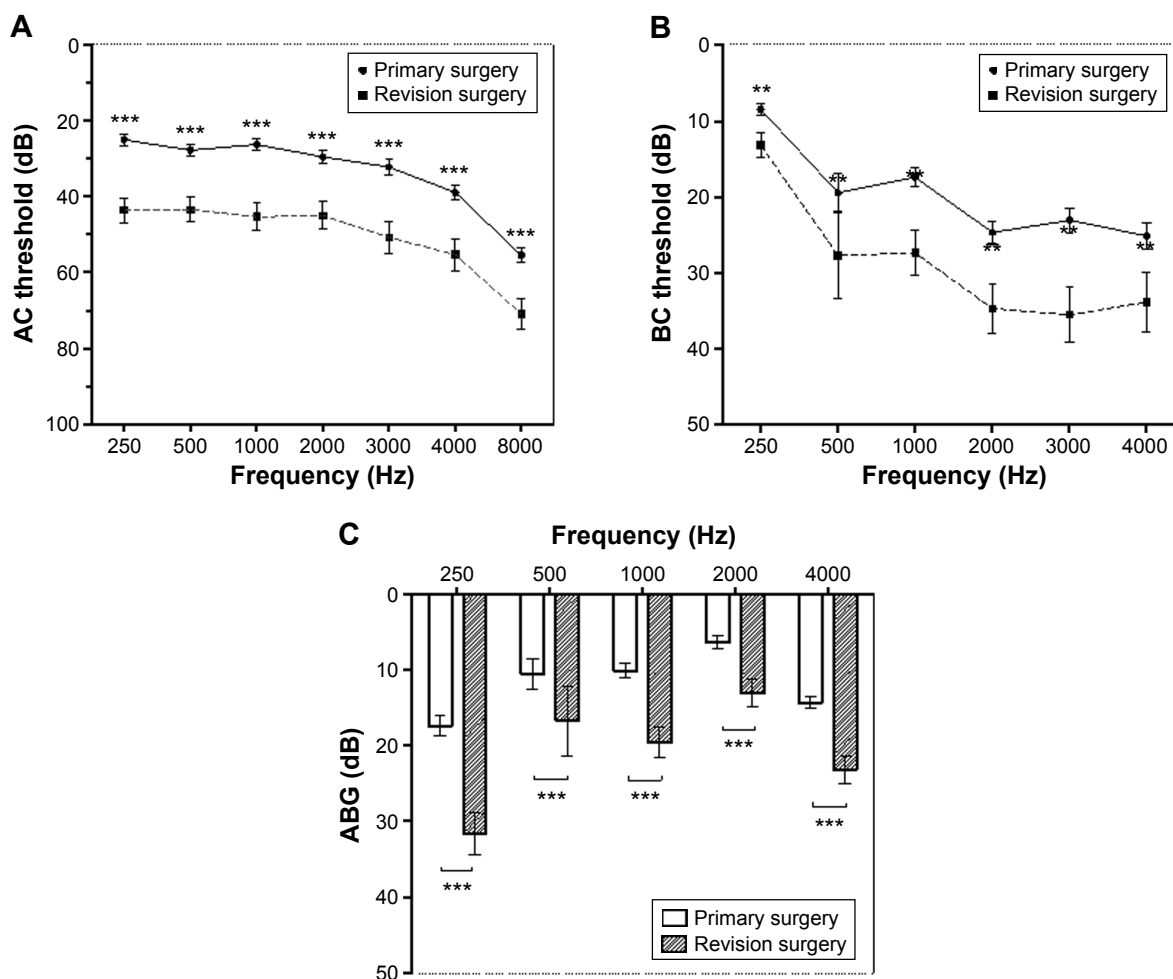 A
0
20
40
60
80
100
AC threshold (dB)
Primary surgery
Revision surgery
*** *** *** *** *** *** ***
250 500 1000 2000 3000 4000 8000
Frequency (Hz)
B
0
10
20
30
40
50
BC threshold (dB)
Primary surgery
Revision surgery
** ** ** ** ** **
250 500 1000 2000 3000 4000
Frequency (Hz)
C
Frequency (Hz)
250 500 1000 2000 4000
0
10
20
30
40
50
ABG (dB)
*** *** *** *** ***
Primary surgery
Revision surgery